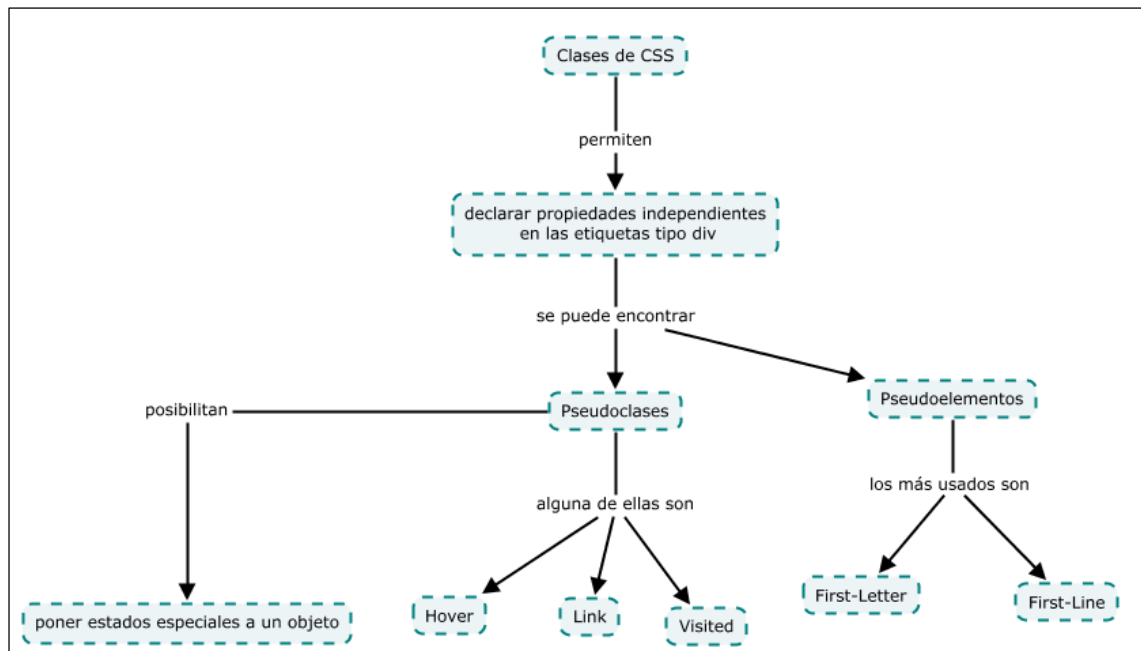 Clases de CSS
permiten
declarar propiedades independientes
en las etiquetas tipo div
se puede encontrar
posibilitan
Pseudoclases
Pseudoelementos
alguna de ellas son
los más usados son
poner estados especiales a un objeto
Hover
Link
Visited
First-Letter
First-Line